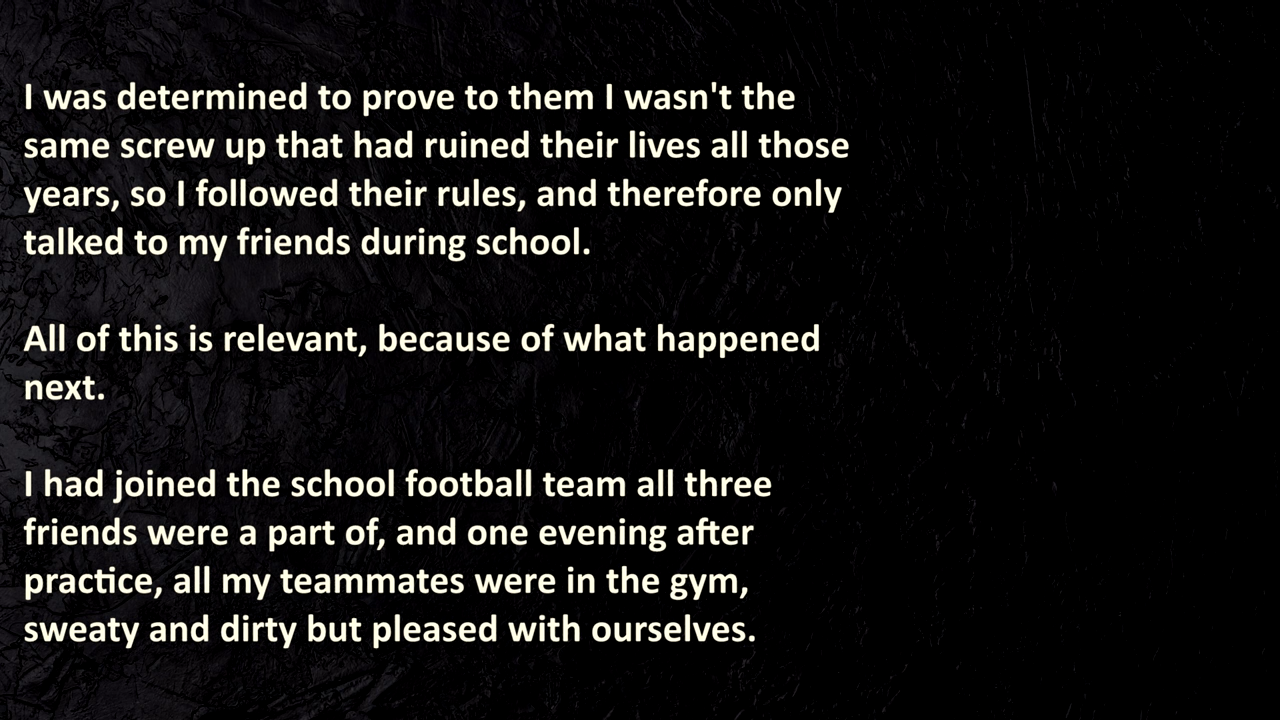 I was determined to prove to them I wasn't the
same screw up that had ruined their lives all those
years, so I followed their rules, and therefore only
talked to my friends during school.
All of this is relevant, because of what happened
next.
I had joined the school football team all three
friends were a part of, and one evening after
practice, all my teammates were in the gym,
sweaty and dirty but pleased with ourselves.